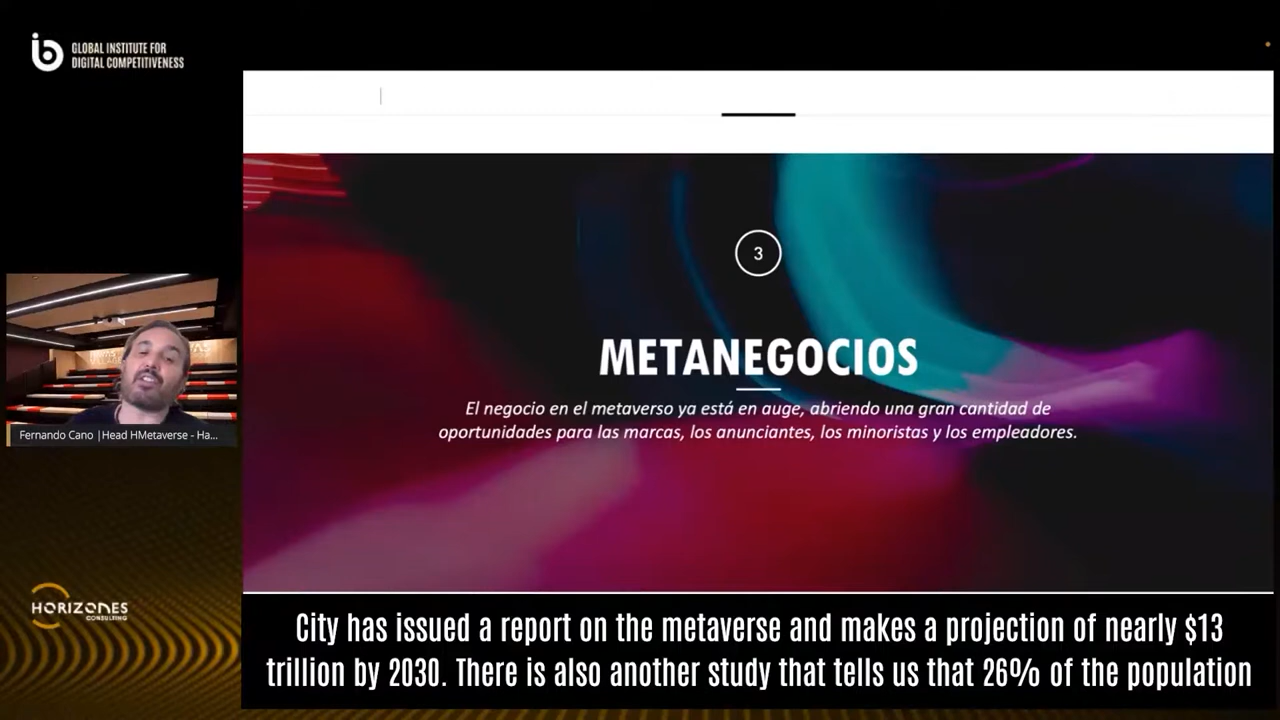 ib
GLOBAL INSTITUTE FOR
DIGITAL COMPETITIVENESS
3
METANEGOCIOS
El negocio en el metaverso ya está en auge, abriendo una gran cantidad de
oportunidades para las marcas, los anunciantes, los minoristas y los empleadores.
Fernando Cano |Head HMetaverse - Ha...
HORIZONES
CONSULTING
City has issued a report on the metaverse and makes a projection of nearly $13
trillion by 2030. There is also another study that tells us that 26% of the population